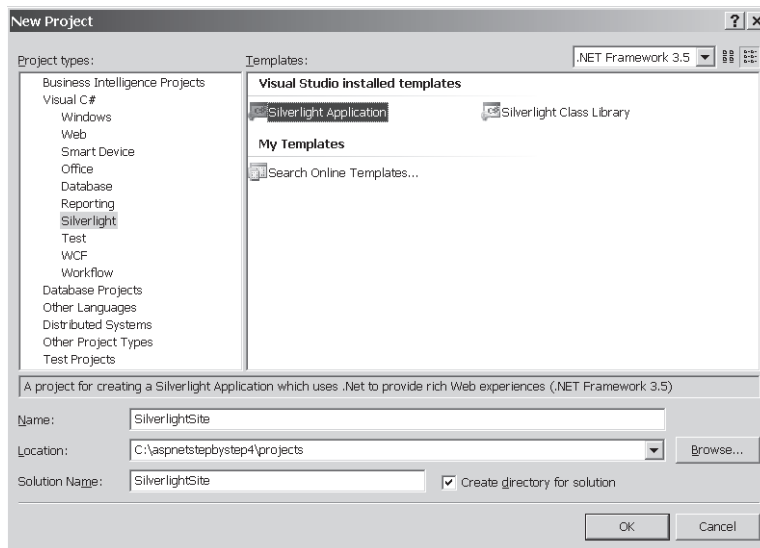 New Project
Project types:
Templates:
.NET Framework 3.5
Business Intelligence Projects
Visual C#
Windows
Web
Smart Device
Office
Database
Reporting
Silverlight
Test
WCF
Workflow
Database Projects
Other Languages
Distributed Systems
Other Project Types
Test Projects
Visual Studio installed templates
Silverlight Application
Silverlight Class Library
My Templates
Search Online Templates...
A project for creating a Silverlight Application which uses .Net to provide rich Web experiences (.NET Framework 3.5)
Name:
SilverlightSite
Location:
C:\aspnetstepbystep4\projects
Browse...
Solution Name:
SilverlightSite
Create directory for solution
OK
Cancel